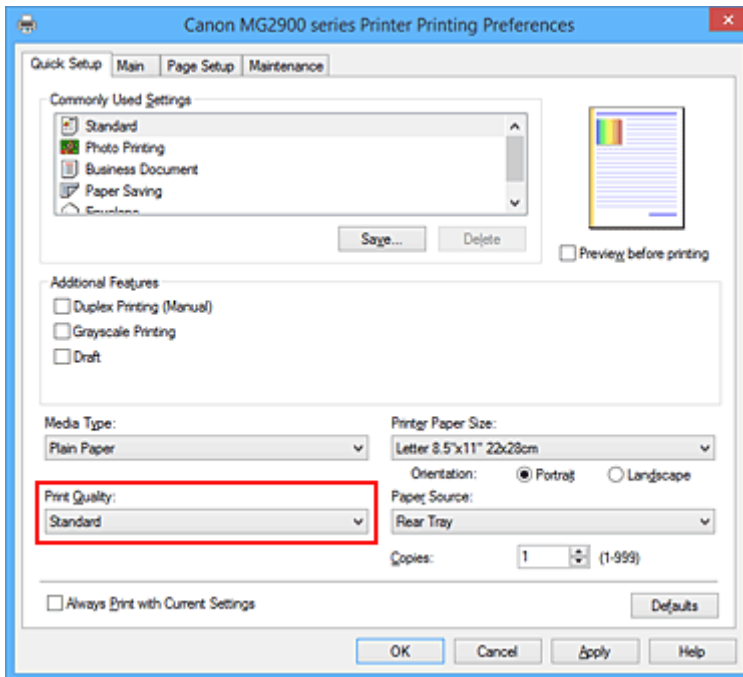 Canon MG2900 series Printer Printing Preferences
Quick Setup Main Page Setup Maintenance
Commonly Used Settings
Standard
Photo Printing
Business Document
Paper Saving
Envelope
Save... Delete
Preview before printing
Additional Features
Duplex Printing (Manual)
Grayscale Printing
Draft
Media Type: Printer Paper Size:
Plain Paper Letter 8.5"x11" 22x28cm
Orientation: Portrait Landscape
Print Quality: Paper Source:
Standard Rear Tray
Copies: 1 (1-999)
Always Print with Current Settings Defaults
OK Cancel Apply Help